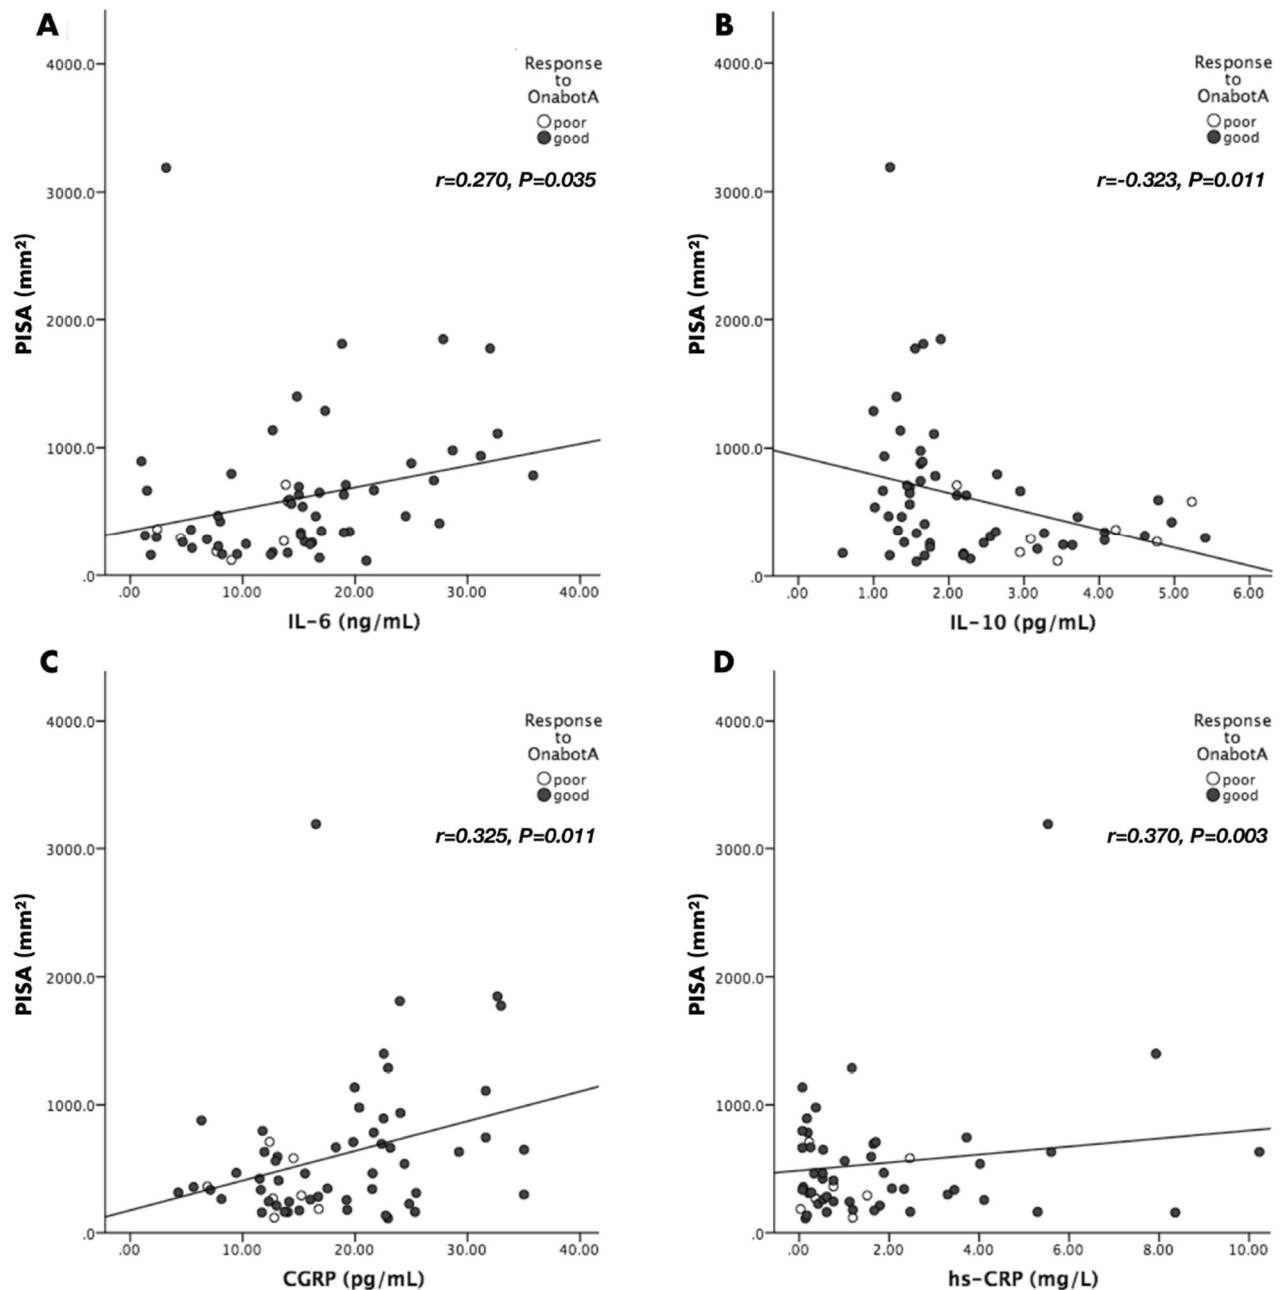 A
Response
to
OnabotA
poor
good
r=0.270, P=0.035
4000.0
3000.0
2000.0
1000.0
.0
PISA (mm²)
.00 10.00 20.00 30.00 40.00
IL-6 (ng/mL)
B
Response
to
OnabotA
poor
good
r=-0.323, P=0.011
4000.0
3000.0
2000.0
1000.0
.0
PISA (mm²)
.00 1.00 2.00 3.00 4.00 5.00 6.00
IL-10 (pg/mL)
C
Response
to
OnabotA
poor
good
r=0.325, P=0.011
4000.0
3000.0
2000.0
1000.0
.0
PISA (mm²)
.00 10.00 20.00 30.00 40.00
CGRP (pg/mL)
D
Response
to
OnabotA
poor
good
r=0.370, P=0.003
4000.0
3000.0
2000.0
1000.0
.0
PISA (mm²)
.00 2.00 4.00 6.00 8.00 10.00
hs-CRP (mg/L)